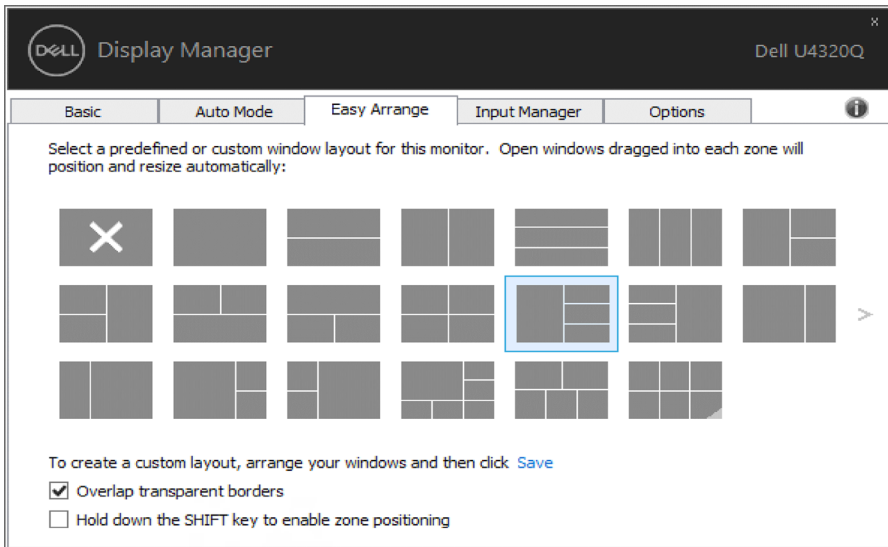 x
DELL Display Manager
Dell U4320Q
Basic Auto Mode Easy Arrange Input Manager Options
Select a predefined or custom window layout for this monitor. Open windows dragged into each zone will
position and resize automatically:
>
To create a custom layout, arrange your windows and then click Save
Overlap transparent borders
Hold down the SHIFT key to enable zone positioning